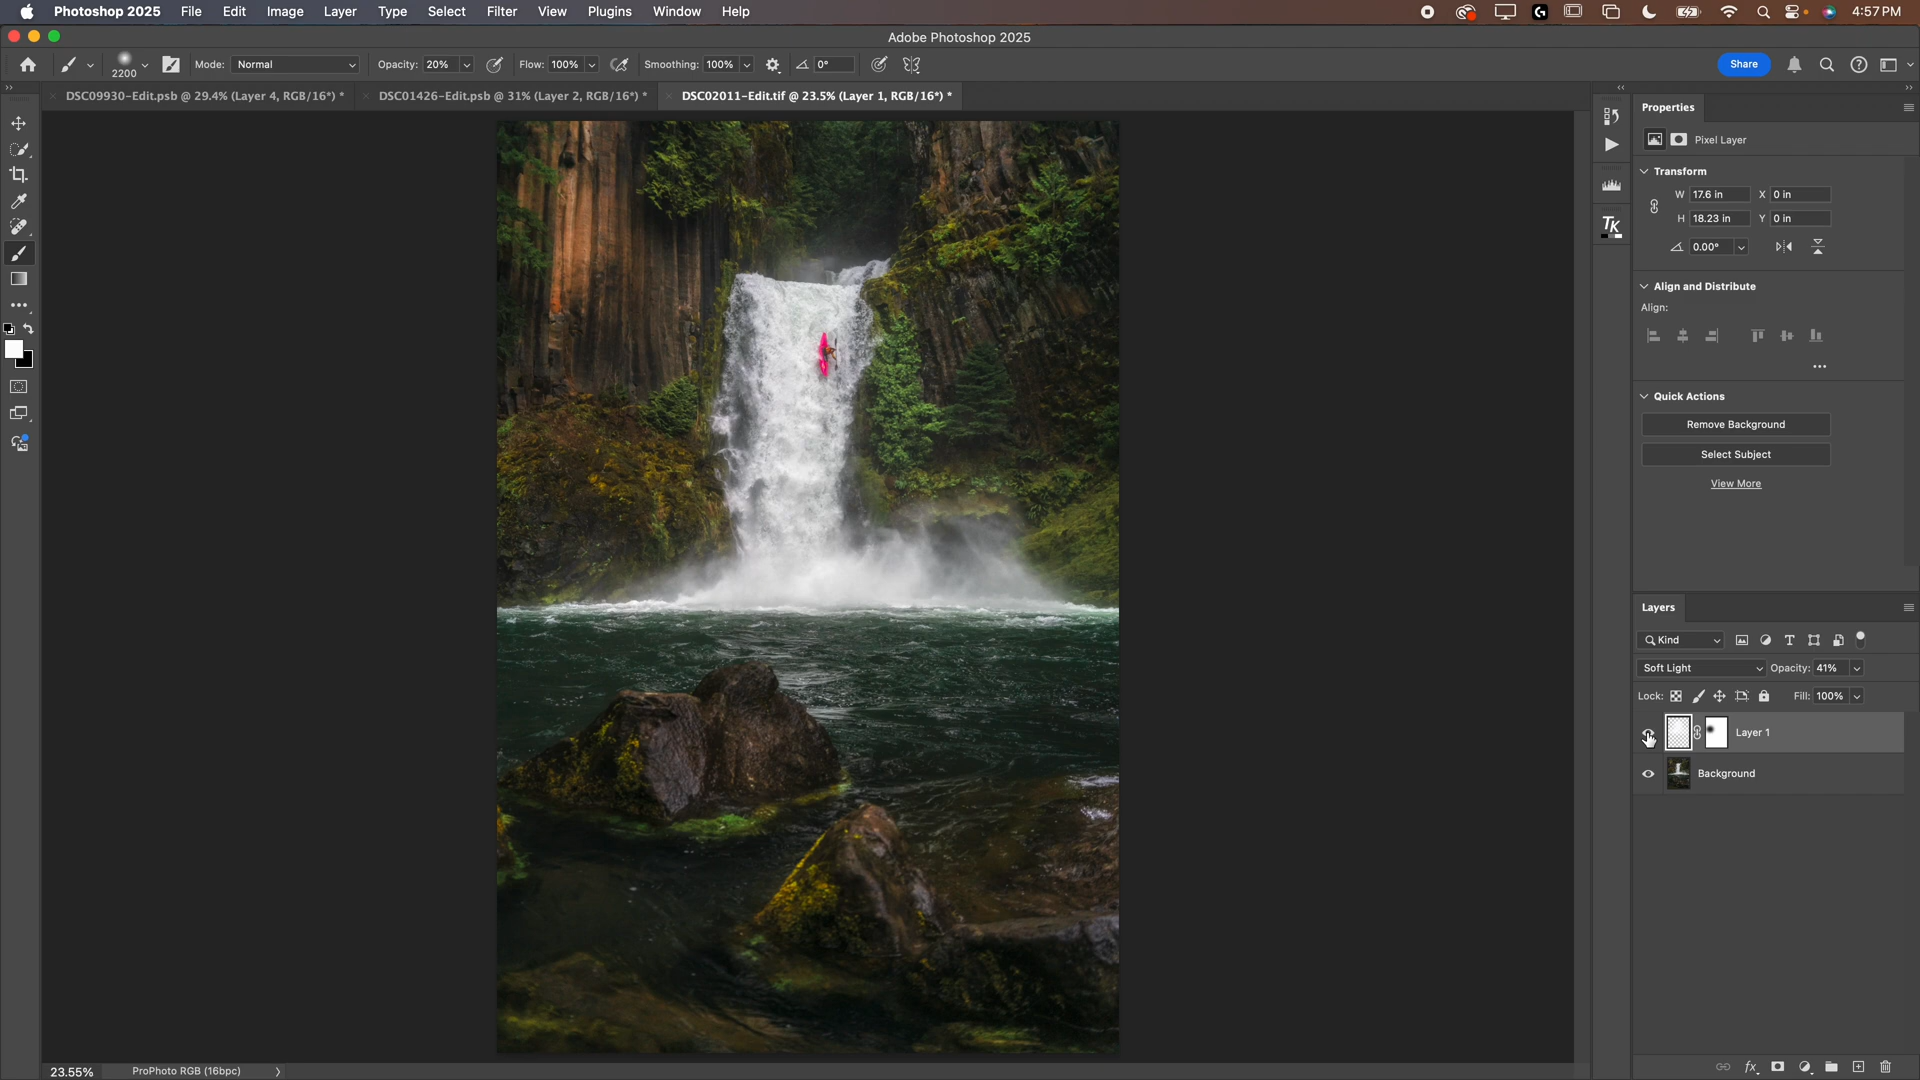 Photoshop 2025 File Edit Image Layer Type Select Filter View Plugins Window Help 4:57 PM
Adobe Photoshop 2025
2200 Mode: Normal Opacity: 20% Flow: 100% Smoothing: 100% 0° Share
DSC09930-Edit.psb @ 29.4% (Layer 4, RGB/16*) * DSC01426-Edit.psb @ 31% (Layer 2, RGB/16*) * DSC02011-Edit.tif @ 23.5% (Layer 1, RGB/16*) *
Properties
Pixel Layer
Transform
W 17.6 in X 0 in
H 18.23 in Y 0 in
TK
0.00°
Align and Distribute
Align:
Quick Actions
Remove Background
Select Subject
View More
Layers
Kind
Soft Light Opacity: 41%
Lock: Fill: 100%
Layer 1
Background
23.55% ProPhoto RGB (16bpc)